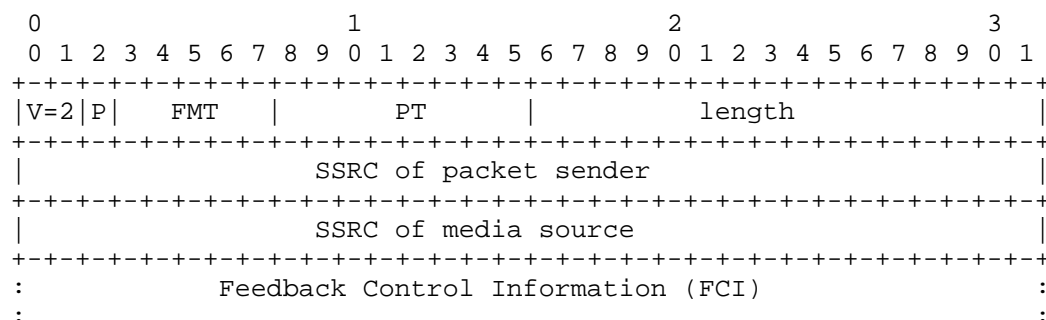 0                   1                   2                   3
 0 1 2 3 4 5 6 7 8 9 0 1 2 3 4 5 6 7 8 9 0 1 2 3 4 5 6 7 8 9 0 1
+-+-+-+-+-+-+-+-+-+-+-+-+-+-+-+-+-+-+-+-+-+-+-+-+-+-+-+-+-+-+-+-+
|V=2|P|   FMT   |       PT      |          length               |
+-+-+-+-+-+-+-+-+-+-+-+-+-+-+-+-+-+-+-+-+-+-+-+-+-+-+-+-+-+-+-+-+
|                  SSRC of packet sender                        |
+-+-+-+-+-+-+-+-+-+-+-+-+-+-+-+-+-+-+-+-+-+-+-+-+-+-+-+-+-+-+-+-+
|                  SSRC of media source                         |
+-+-+-+-+-+-+-+-+-+-+-+-+-+-+-+-+-+-+-+-+-+-+-+-+-+-+-+-+-+-+-+-+
:            Feedback Control Information (FCI)                 :
:                                                               :